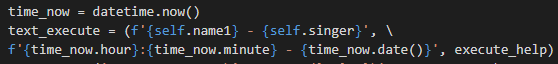 time_now = datetime.now()
text_execute = (f'{self.name1} - {self.singer}', \
f'{time_now.hour}:{time_now.minute} - {time_now.date()}', execute_help)